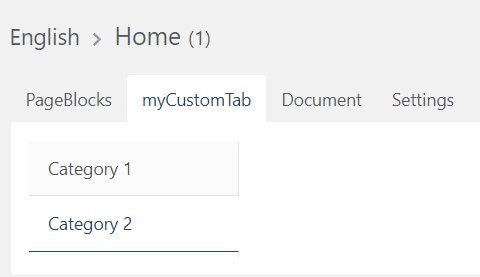 English > Home (1)
PageBlocks myCustomTab Document Settings
Category 1
Category 2